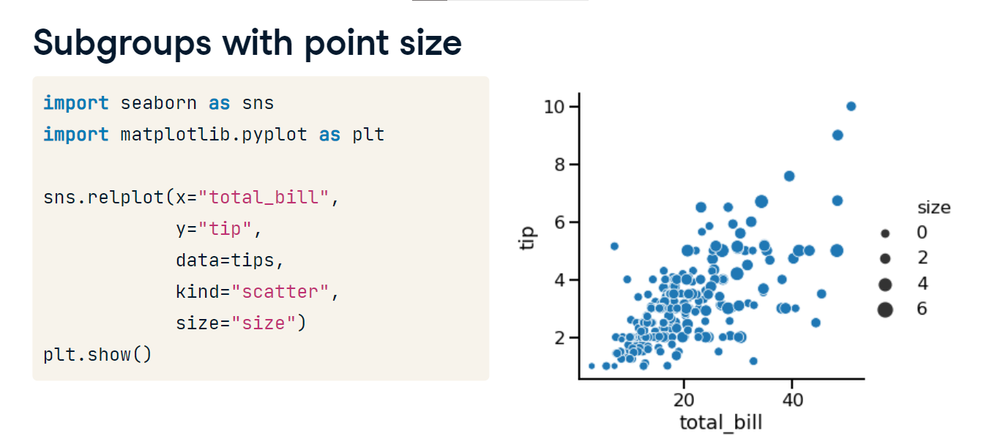 Subgroups with point size
import seaborn as sns
import matplotlib.pyplot as plt
sns.relplot(x="total_bill",
            y="tip",
            data=tips,
            kind="scatter",
            size="size")
plt.show()
10
8
6
4
2
tip
20 40
total_bill
size
0
2
4
6